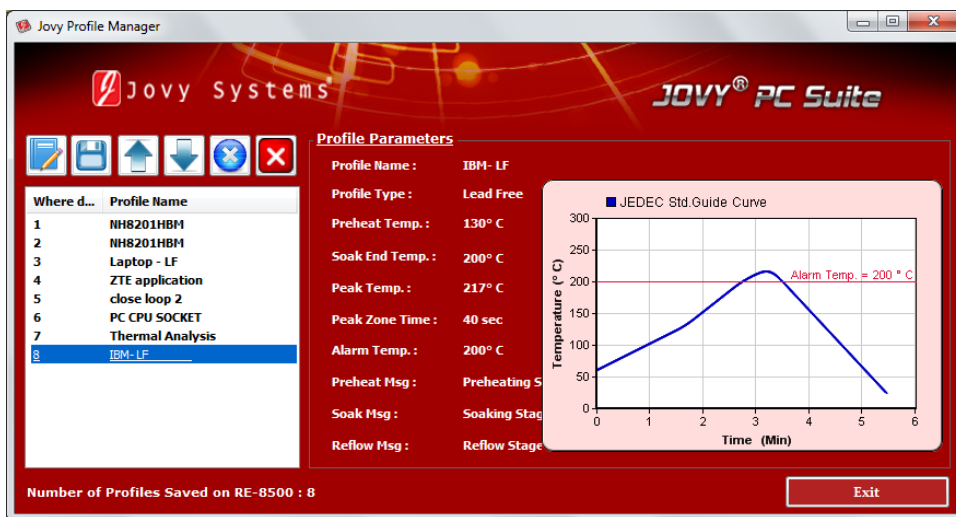 Jovy Profile Manager
Jovy Systems®
JOVY® PC Suite
Profile Parameters
Profile Name : IBM- LF
Profile Type : Lead Free
Preheat Temp. : 130° C
Soak End Temp. : 200° C
Peak Temp. : 217° C
Peak Zone Time : 40 sec
Alarm Temp. : 200° C
Preheat Msg : Preheating S
Soak Msg : Soaking Stag
Reflow Msg : Reflow Stage
Where d... Profile Name
1 NH8201HBM
2 NH8201HBM
3 Laptop - LF
4 ZTE application
5 close loop 2
6 PC CPU SOCKET
7 Thermal Analysis
8 IBM- LF
JEDEC Std.Guide Curve
Temperature (° C)
300
250
200
150
100
50
0
Alarm Temp. = 200 ° C
0 1 2 3 4 5 6
Time (Min)
Number of Profiles Saved on RE-8500 : 8
Exit